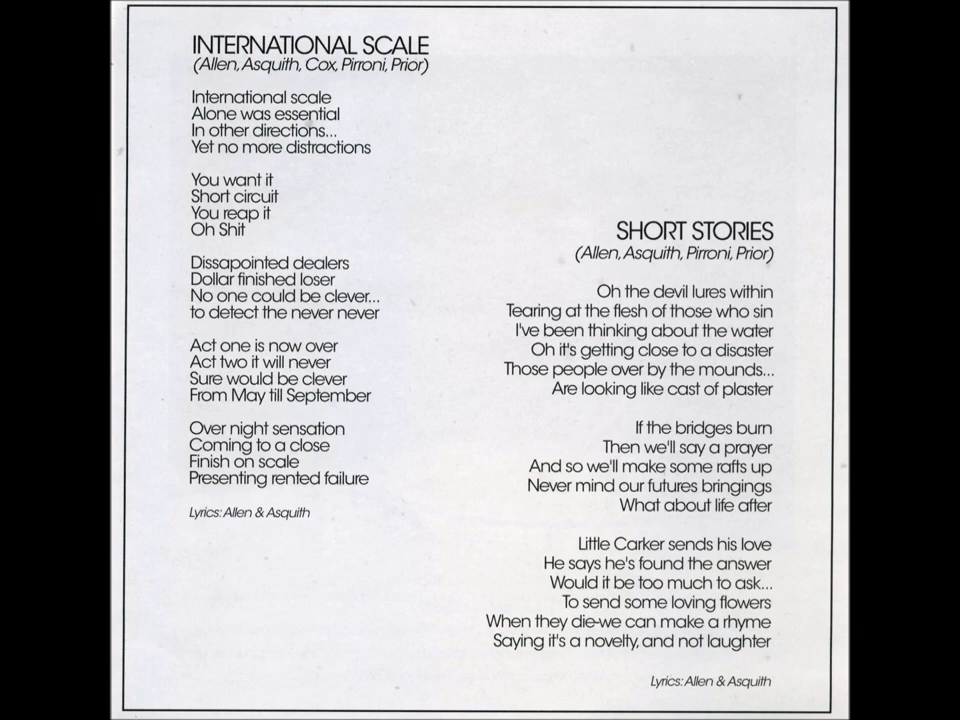 INTERNATIONAL SCALE
(Allen, Asquith, Cox, Pirroni, Prior)
International scale
Alone was essential
In other directions...
Yet no more distractions
You want it
Short circuit
You reap it
Oh Shit
Dissapointed dealers
Dollar finished loser
No one could be clever...
to detect the never never
Act one is now over
Act two it will never
Sure would be clever
From May till September
Over night sensation
Coming to a close
Finish on scale
Presenting rented failure
Lyrics: Allen & Asquith
SHORT STORIES
(Allen, Asquith, Pirroni, Prior)
Oh the devil lures within
Tearing at the flesh of those who sin
I've been thinking about the water
Oh it's getting close to a disaster
Those people over by the mounds...
Are looking like cast of plaster
If the bridges burn
Then we'll say a prayer
And so we'll make some rafts up
Never mind our futures bringings
What about life after
Little Carker sends his love
He says he's found the answer
Would it be too much to ask...
To send some loving flowers
When they die-we can make a rhyme
Saying it's a novelty, and not laughter
Lyrics: Allen & Asquith